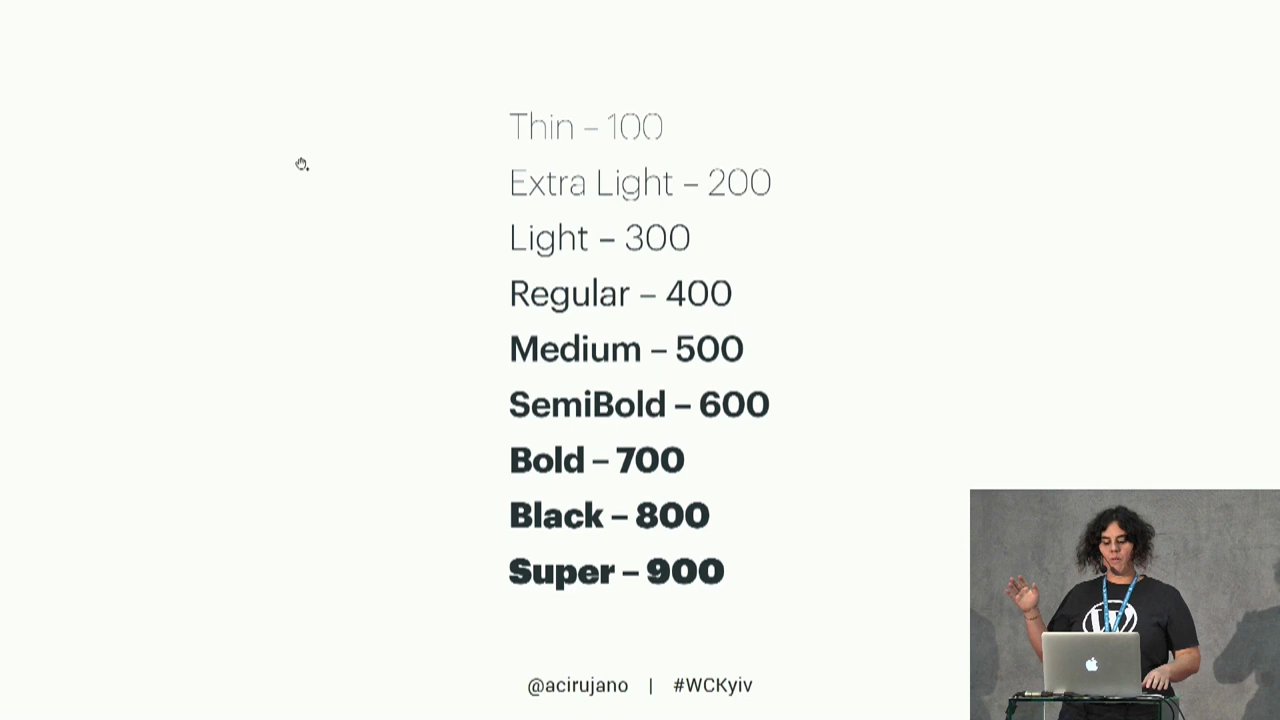 Thin – 100
Extra Light – 200
Light – 300
Regular – 400
Medium – 500
SemiBold – 600
Bold – 700
Black – 800
Super – 900
@acirujano | #WCKyiv